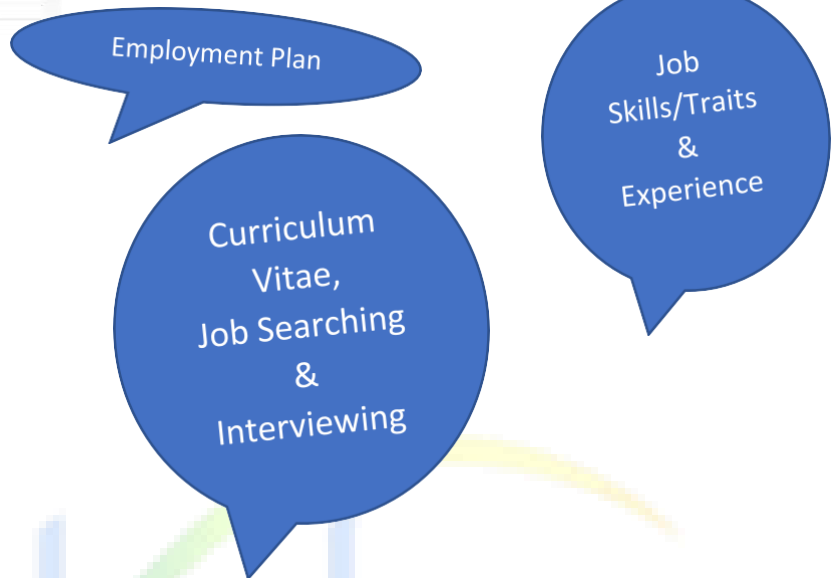 Employment Plan
Job
Skills/Traits
&
Experience
Curriculum
Vitae,
Job Searching
&
Interviewing